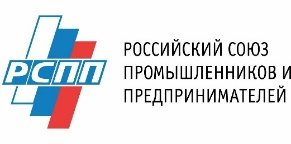 РСПП
РОССИЙСКИЙ СОЮЗ
ПРОМЫШЛЕННИКОВ И
ПРЕДПРИНИМАТЕЛЕЙ